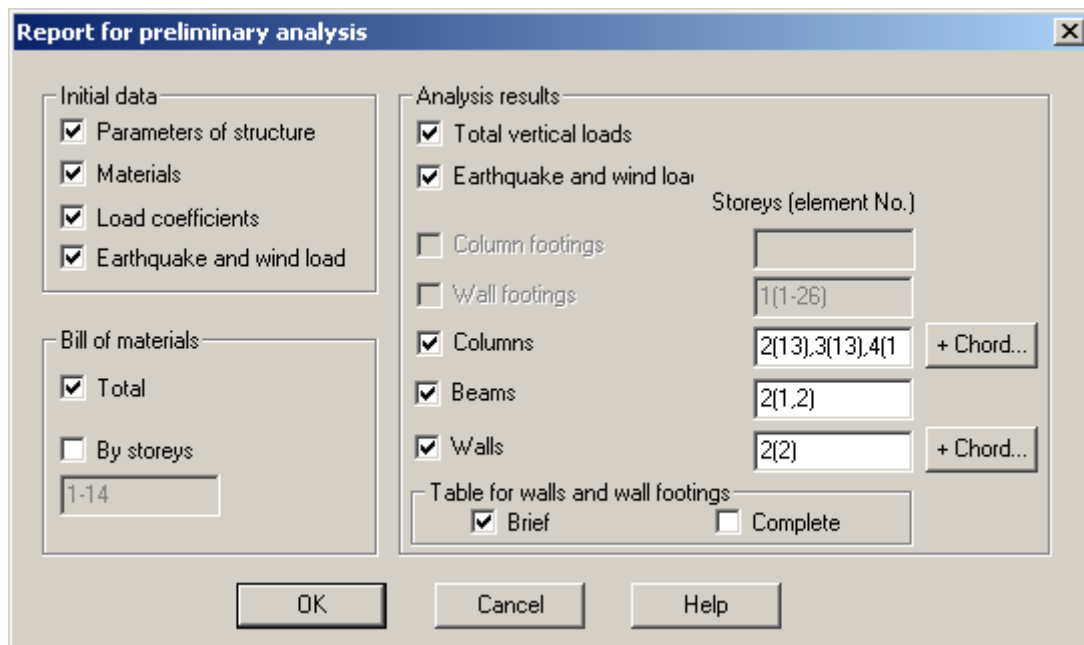 Report for preliminary analysis
Initial data
Parameters of structure
Materials
Load coefficients
Earthquake and wind load
Bill of materials
Total
By storeys
1-14
Analysis results
Total vertical loads
Earthquake and wind loa
Storeys (element No.)
Column footings
Wall footings 1(1-26)
Columns 2(13),3(13),4(1 + Chord...
Beams 2(1,2)
Walls 2(2) + Chord...
Table for walls and wall footings
Brief Complete
OK Cancel Help